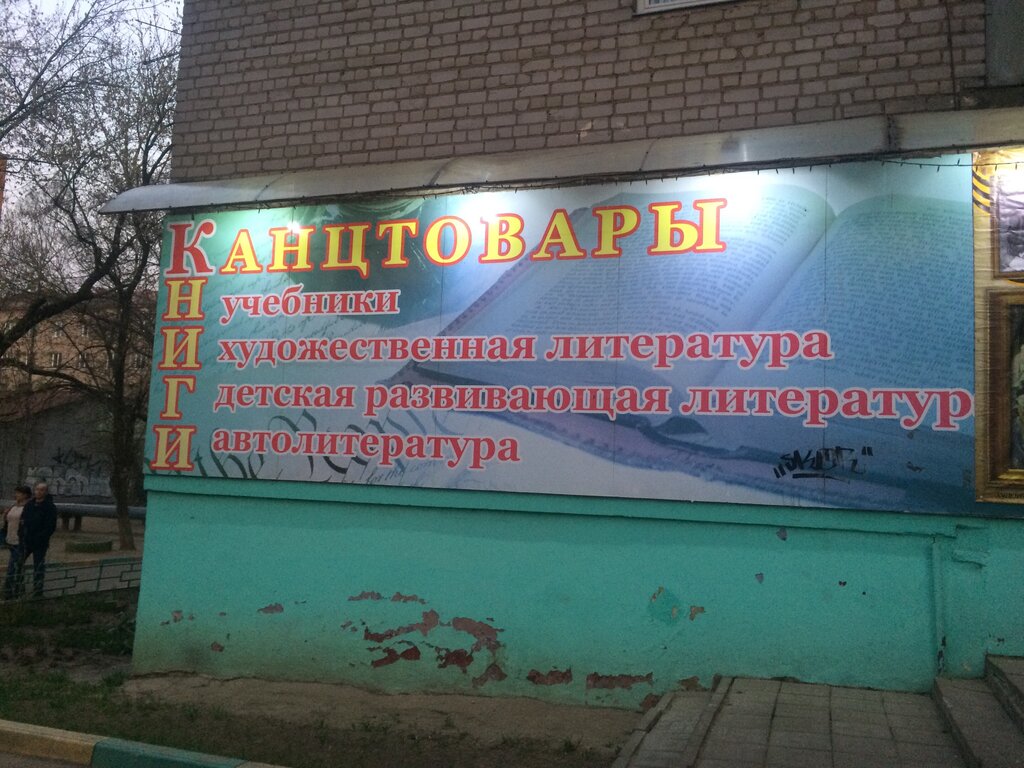 КАНЦТОВАРЫ
КНИГИ
учебники
художественная литература
детская развивающая литератур
автолитература